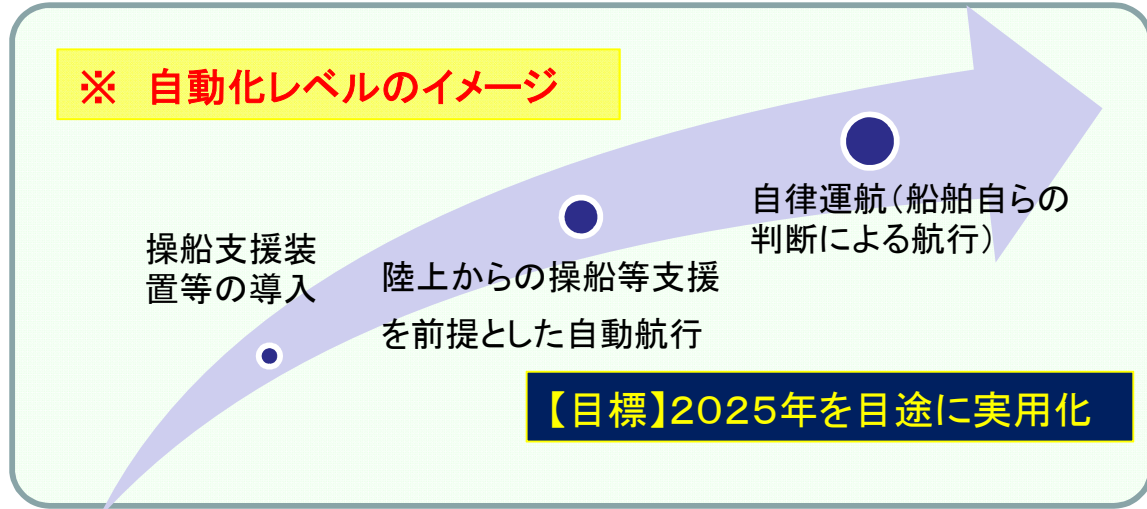 ※ 自動化レベルのイメージ
操船支援装
置等の導入
陸上からの操船等支援
を前提とした自動航行
自律運航(船舶自らの
判断による航行)
【目標】2025年を目途に実用化